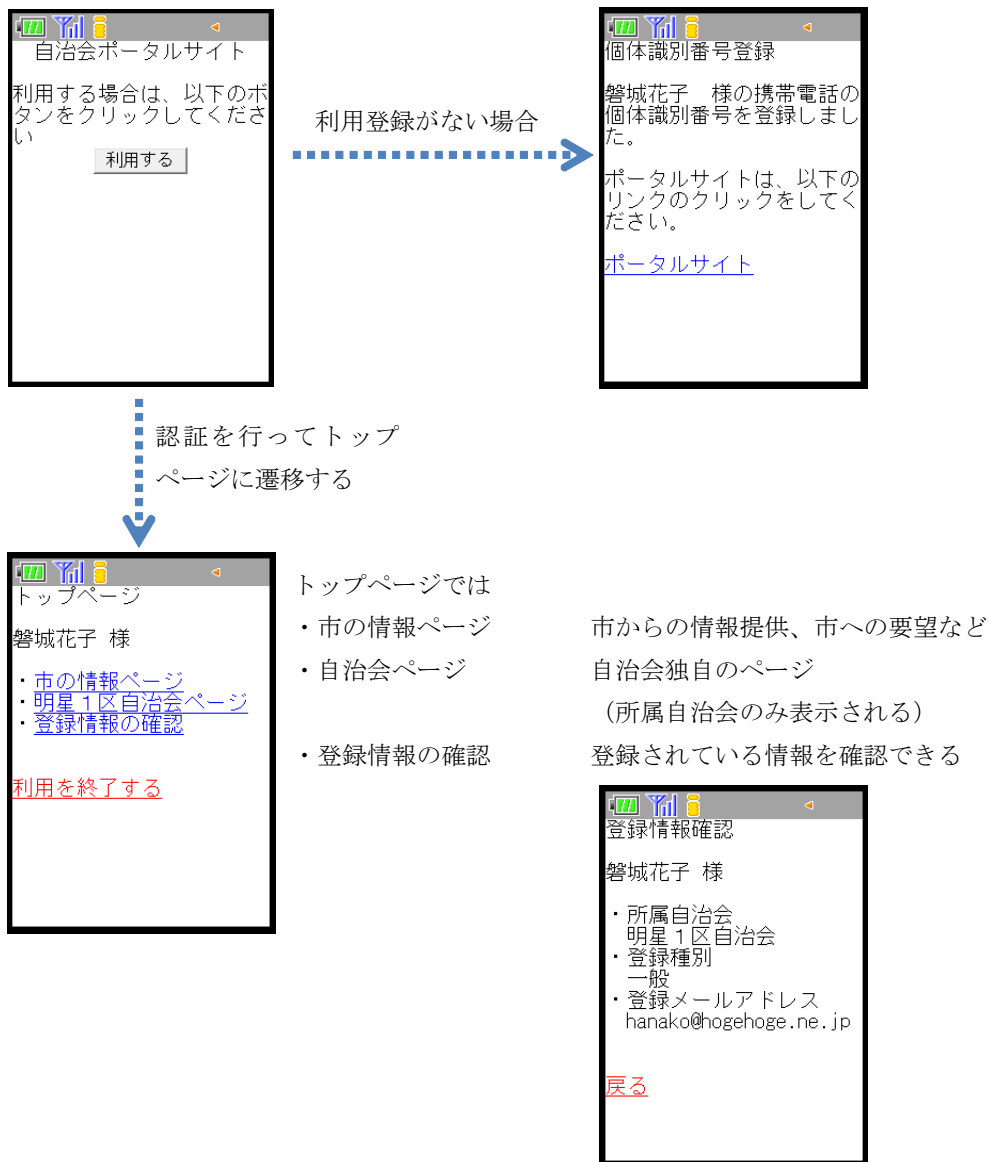 自治会ポータルサイト
利用する場合は、以下のボ
タンをクリックしてくださ
い
利用する
利用登録がない場合
個体識別番号登録
磐城花子　様の携帯電話の
個体識別番号を登録しまし
た。
ポータルサイトは、以下の
リンクのクリックをしてく
ださい。
ポータルサイト
認証を行ってトップ
ページに遷移する
トップページ
磐城花子 様
・市の情報ページ
・明星１区自治会ページ
・登録情報の確認
利用を終了する
トップページでは
・市の情報ページ　市からの情報提供、市への要望など
・自治会ページ　自治会独自のページ
（所属自治会のみ表示される）
・登録情報の確認　登録されている情報を確認できる
登録情報確認
磐城花子 様
・所属自治会
明星１区自治会
・登録種別
一般
・登録メールアドレス
hanako@hogehoge.ne.jp
戻る